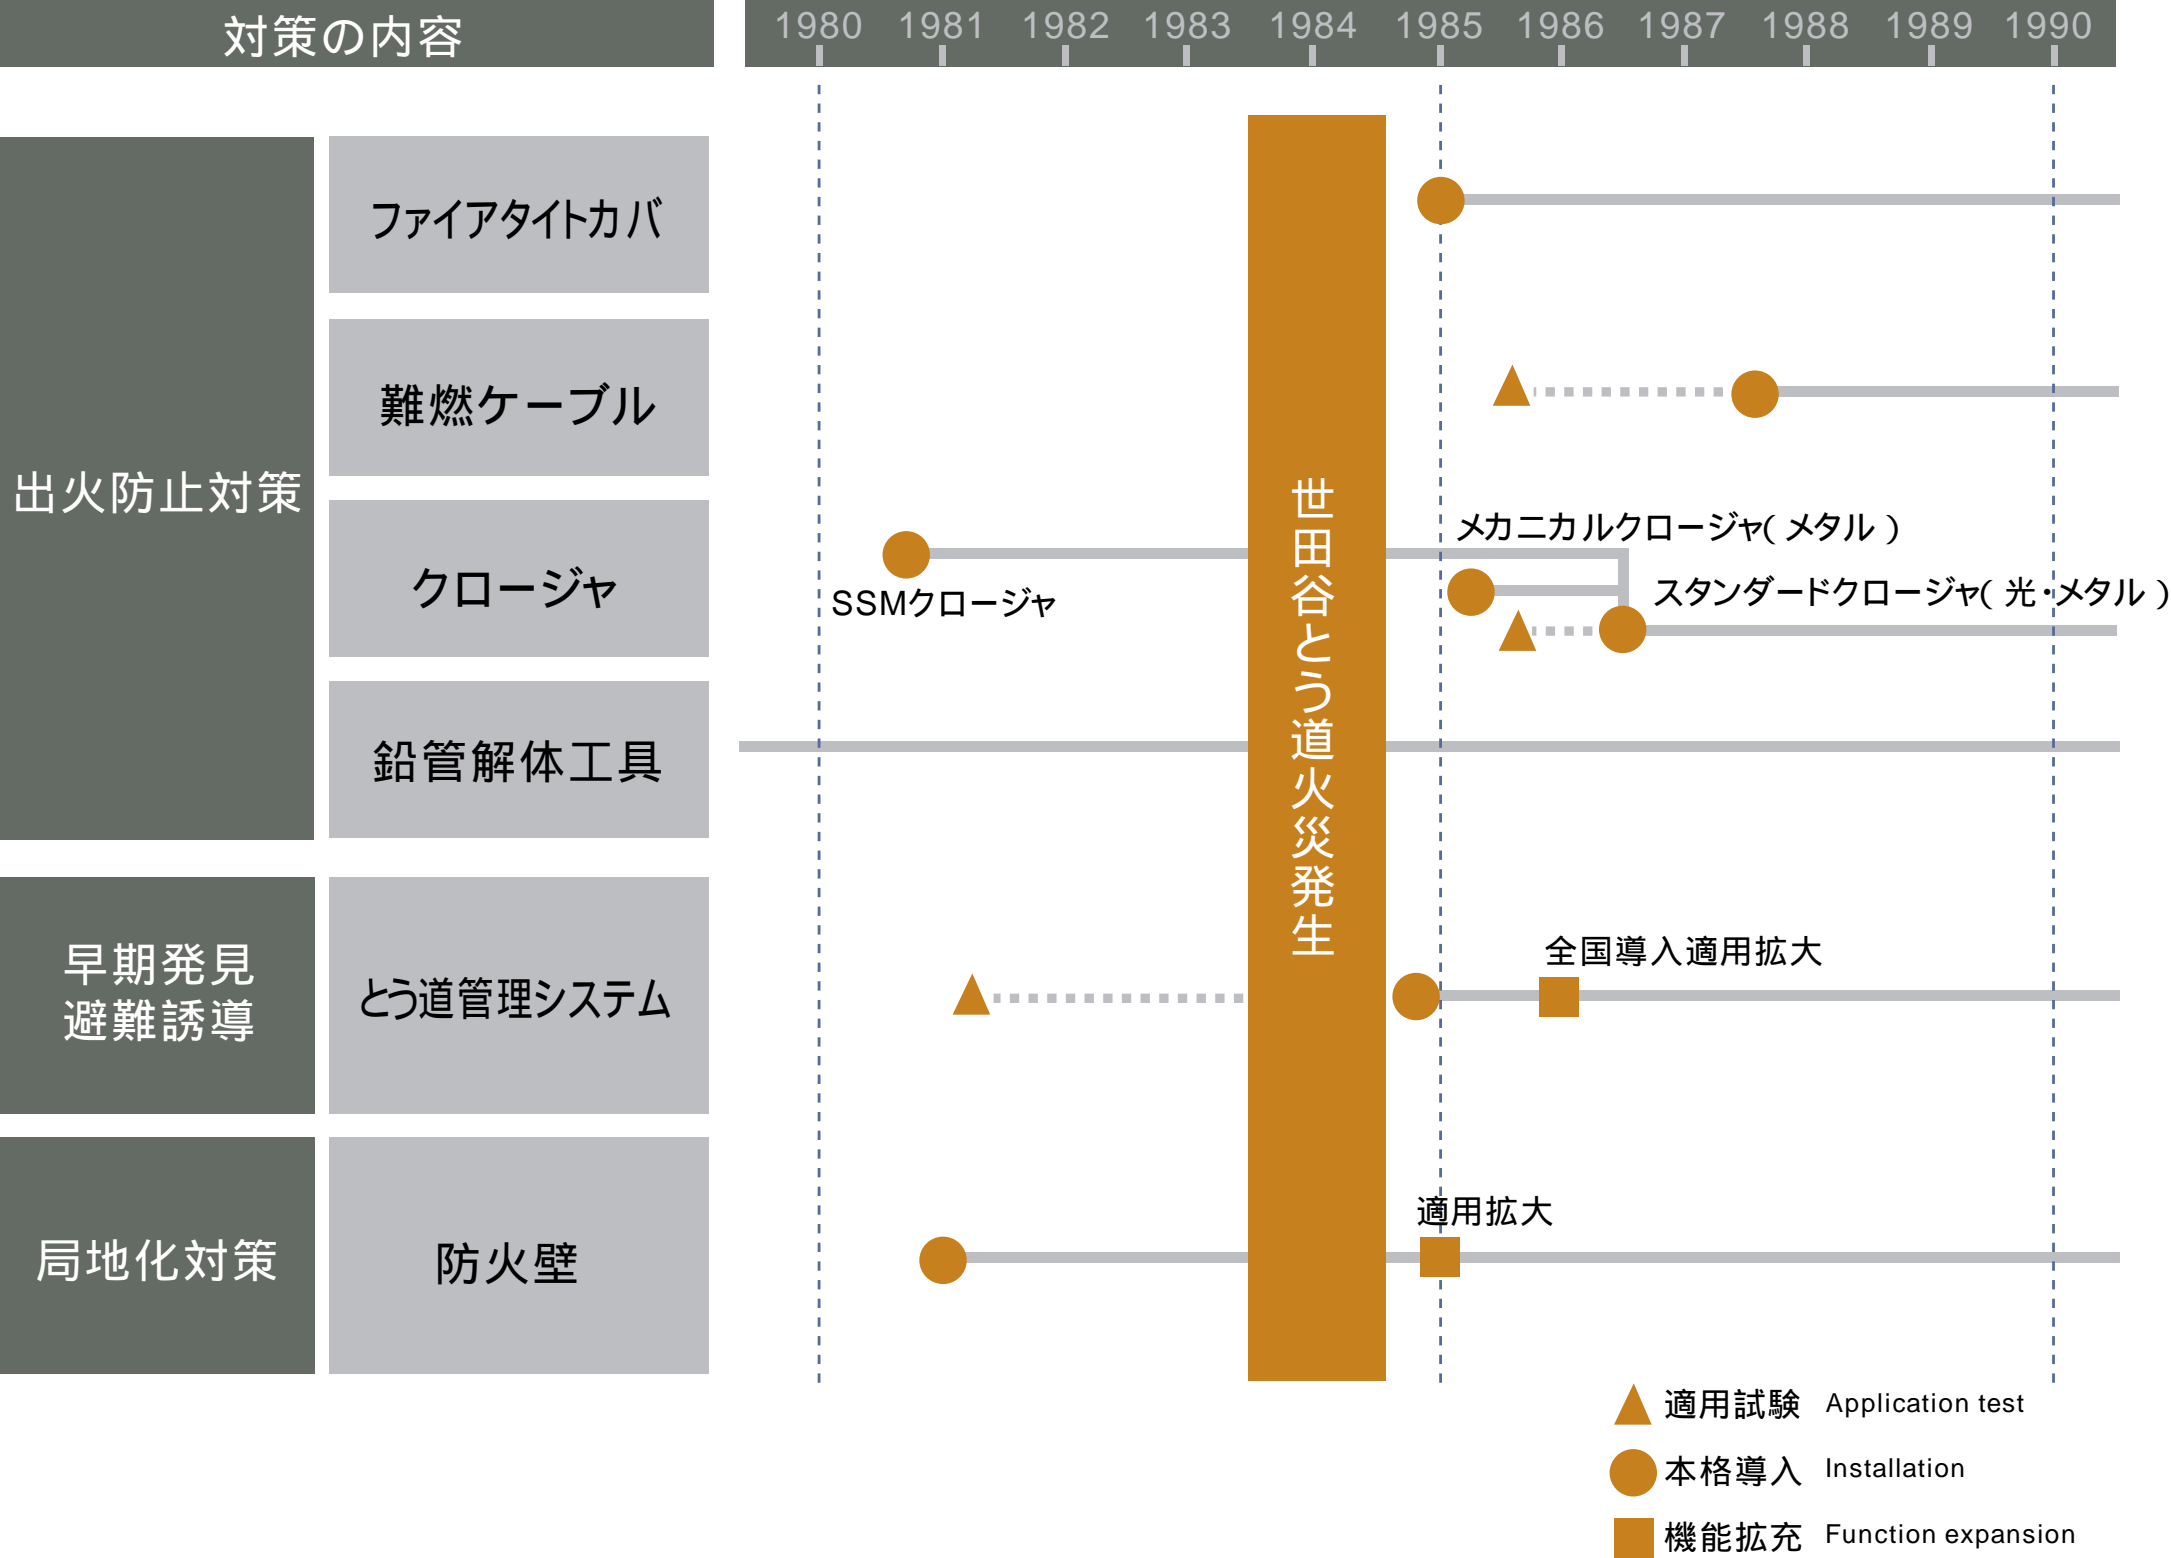 対策の内容
1980 1981 1982 1983 1984 1985 1986 1987 1988 1989 1990
出火防止対策
ファイアタイトカバ
難燃ケーブル
クロージャ
SSMクロージャ
メカニカルクロージャ(メタル)
スタンダードクロージャ(光・メタル)
鉛管解体工具
世田谷とう道火災発生
早期発見
避難誘導
とう道管理システム
全国導入適用拡大
局地化対策
防火壁
適用拡大
適用試験 Application test
本格導入 Installation
機能拡充 Function expansion